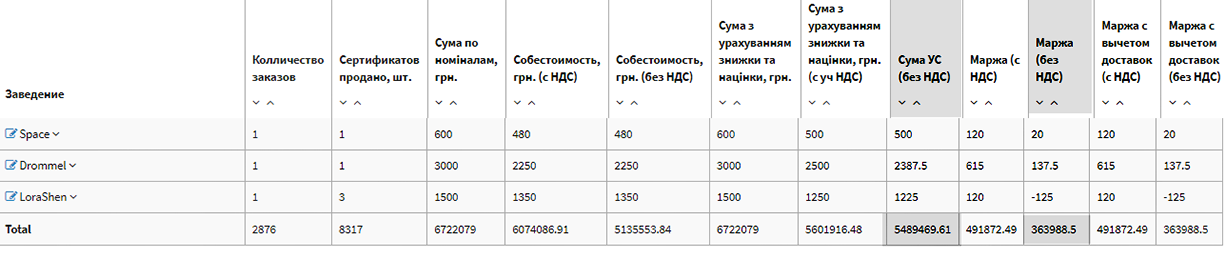 Заведение
Колличество заказов
Сертификатов продано, шт.
Сума по номіналам, грн.
Собестоимость, грн. (с НДС)
Собестоимость, грн. (без НДС)
Сума з урахуванням знижки та націнки, грн.
Сума з урахуванням знижки та націнки, грн. (с уч НДС)
Сума УС (без НДС)
Маржа (с НДС)
Маржа (без НДС)
Маржа с вычетом доставок (с НДС)
Маржа с вычетом доставок (без НДС)
Space 1 1 600 480 480 600 500 500 120 20 120 20
Drommel 1 1 3000 2250 2250 3000 2500 2387.5 615 137.5 615 137.5
LoraShen 1 3 1500 1350 1350 1500 1250 1225 120 -125 120 -125
Total 2876 8317 6722079 6074086.91 5135553.84 6722079 5601916.48 5489469.61 491872.49 363988.5 491872.49 363988.5